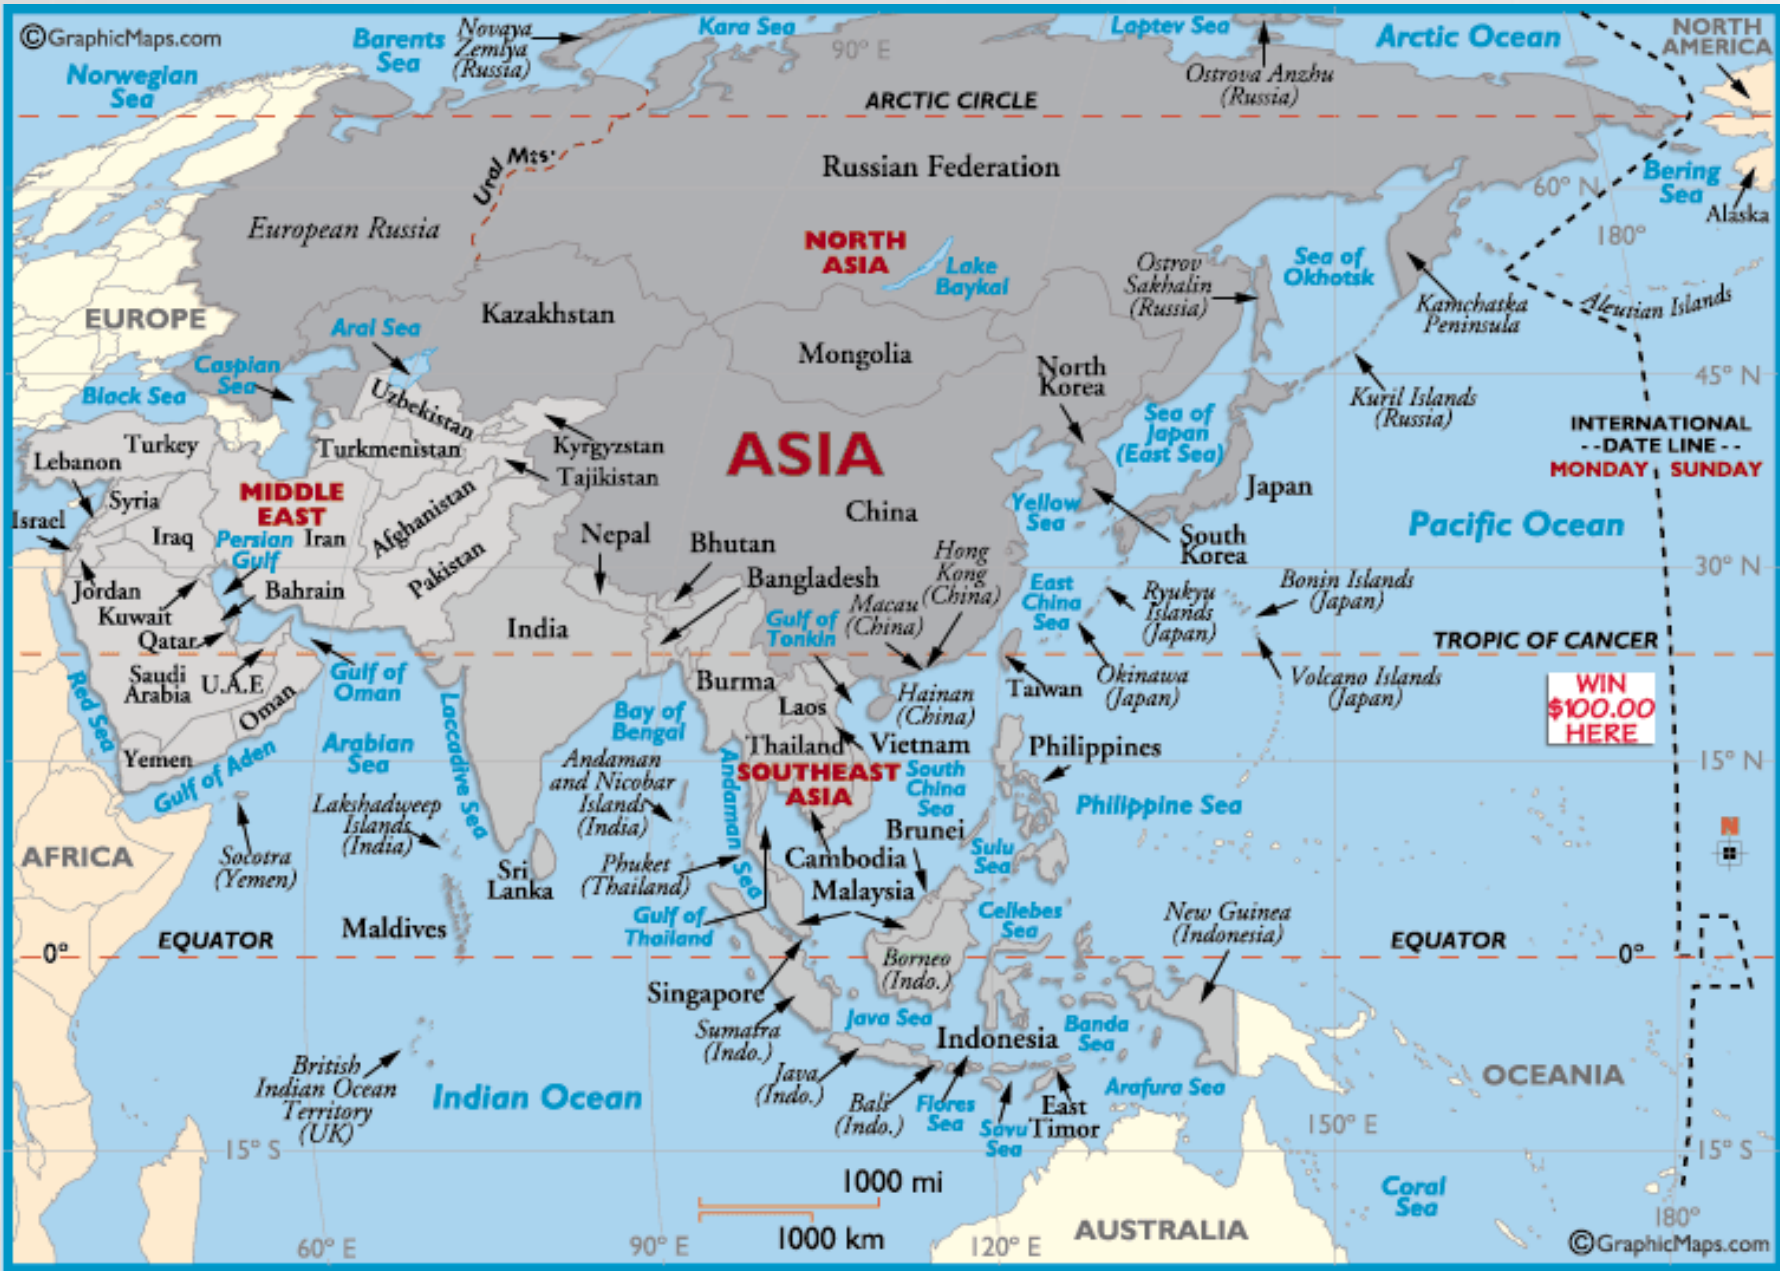 ©GraphicMaps.com
Norwegian
Sea
Barents
Sea
Novaya
Zemlya
(Russia)
Kara Sea
90° E
Laptev Sea
Ostrova Anzhu
(Russia)
Arctic Ocean
NORTH
AMERICA
ARCTIC CIRCLE
Ural Mts.
Russian Federation
European Russia
60° N
Bering
Sea
Alaska
180°
NORTH
ASIA
Lake
Baykal
Ostrov
Sakhalin
(Russia)
Sea of
Okhotsk
Kamchatka
Peninsula
Aleutian Islands
EUROPE
Kazakhstan
Aral Sea
Caspian
Sea
Black Sea
Mongolia
North
Korea
Kuril Islands
(Russia)
45° N
Uzbekistan
Turkey
Turkmenistan
Kyrgyzstan
Tajikistan
ASIA
Sea of
Japan
(East Sea)
INTERNATIONAL
--DATE LINE--
MONDAY SUNDAY
Lebanon
Syria
MIDDLE
EAST
Afghanistan
China
Yellow
Sea
Japan
Pacific Ocean
Israel
Iraq
Persian
Gulf
Iran
Pakistan
Nepal
Bhutan
Bangladesh
Hong
Kong
(China)
South
Korea
30° N
Jordan
Kuwait
Bahrain
Qatar
India
Gulf of
Tonkin
Macau
(China)
East
China
Sea
Ryukyu
Islands
(Japan)
Bonin Islands
(Japan)
TROPIC OF CANCER
Saudi
Arabia
U.A.E
Oman
Gulf of
Oman
Red Sea
Burma
Laos
Hainan
(China)
Taiwan
Okinawa
(Japan)
Volcano Islands
(Japan)
WIN
$100.00
HERE
Yemen
Gulf of Aden
Arabian
Sea
Laccadive Sea
Bay of
Bengal
Andaman
and Nicobar
Islands
(India)
Andaman Sea
Thailand
Vietnam
SOUTHEAST
ASIA
South
China
Sea
Philippines
15° N
Philippine Sea
Lakshadweep
Islands
(India)
Brunei
Sulu
Sea
N
AFRICA
Socotra
(Yemen)
Sri
Lanka
Phuket
(Thailand)
Cambodia
Malaysia
Gulf of
Thailand
Cellebes
Sea
New Guinea
(Indonesia)
Maldives
EQUATOR
EQUATOR
0°
0°
Borneo
(Indo.)
Singapore
Sumatra
(Indo.)
Java Sea
Indonesia
Banda
Sea
British
Indian Ocean
Territory
(UK)
Indian Ocean
Java
(Indo.)
Bali
(Indo.)
Flores
Sea
Savu
Sea
East
Timor
Arafura Sea
OCEANIA
150° E
15° S
15° S
1000 mi
1000 km
Coral
Sea
AUSTRALIA
60° E
90° E
120° E
180°
©GraphicMaps.com